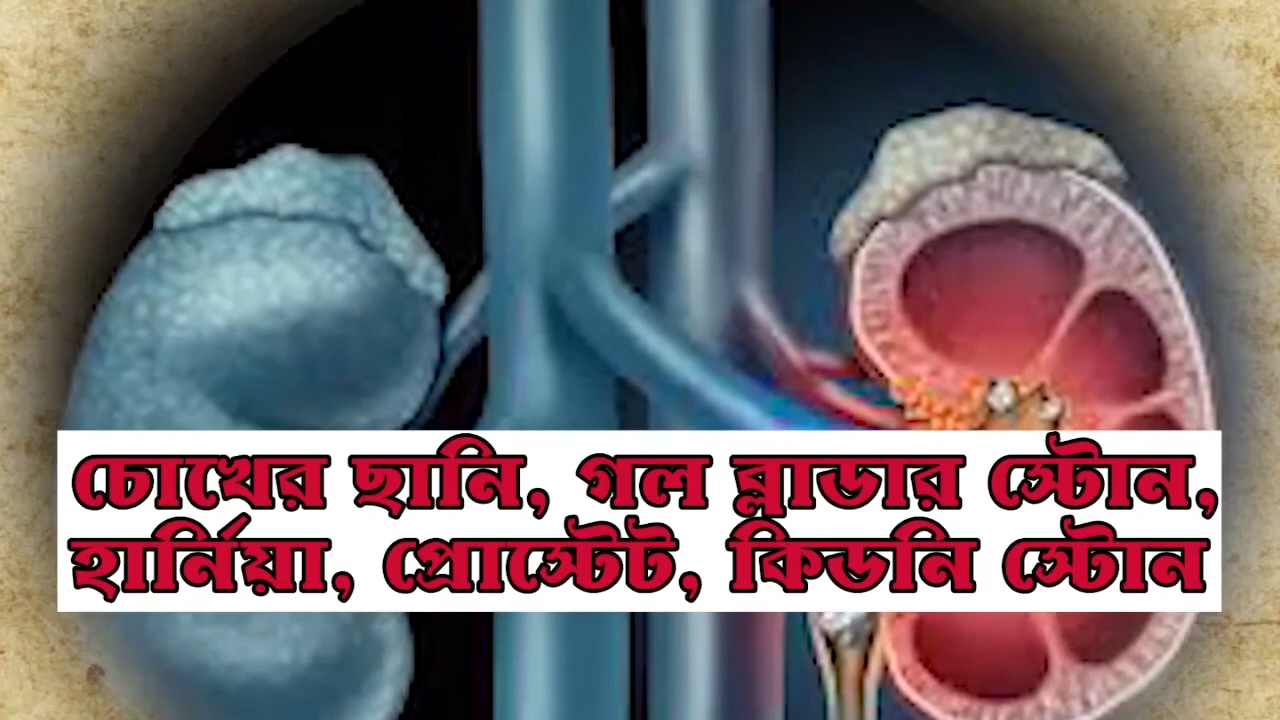 চোখের ছানি, গল ব্লাডার স্টোন,
হার্নিয়া, প্রোস্টেট, কিডনি স্টোন